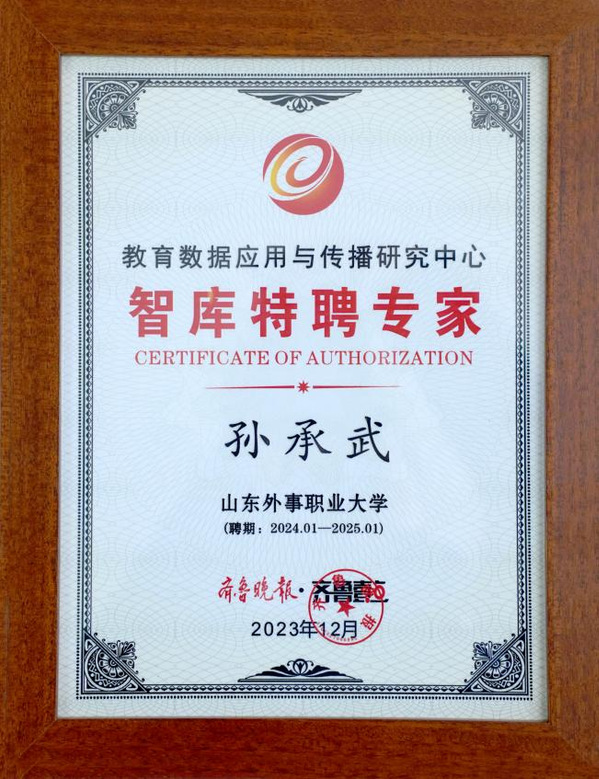 教育数据应用与传播研究中心
智库特聘专家
CERTIFICATE OF AUTHORIZATION
孙承武
山东外事职业大学
(聘期：2024.01—2025.01)
齐鲁晚报·齐鲁壹点
2023年12月